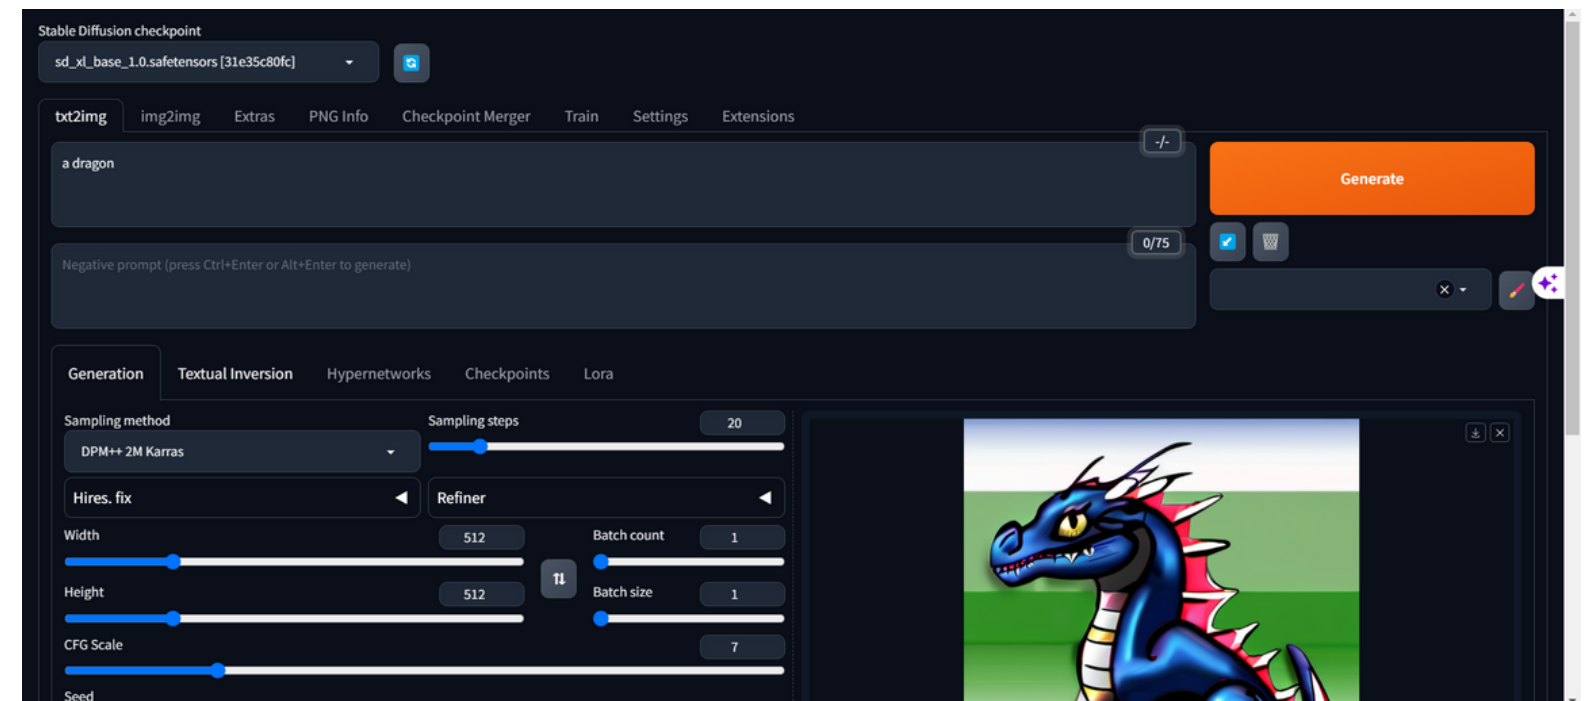 Stable Diffusion checkpoint
sd_xl_base_1.0.safetensors [31e35c80fc]
txt2img img2img Extras PNG Info Checkpoint Merger Train Settings Extensions
-/-
a dragon
Generate
0/75
Negative prompt (press Ctrl+Enter or Alt+Enter to generate)
Generation Textual Inversion Hypernetworks Checkpoints Lora
Sampling method
DPM++ 2M Karras
Sampling steps 20
Hires. fix
Refiner
Width 512
Batch count 1
Height 512
Batch size 1
CFG Scale 7
Seed